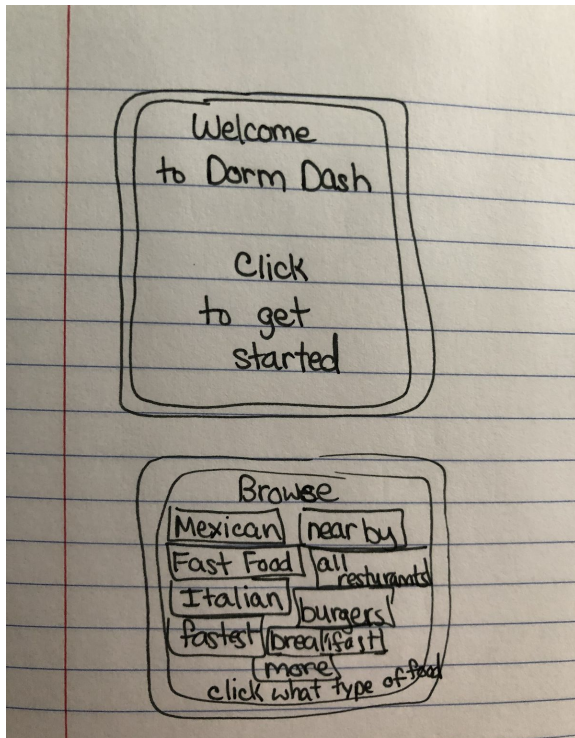 Welcome
to Dorm Dash
Click
to get
started
Browse
Mexican near by
Fast Food all
resturants
Italian
burgers
fastest breakfast
more
click what type of food